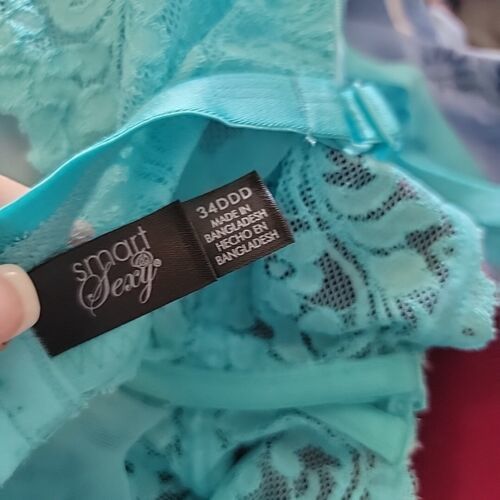 smart
& Sexy®
34DDD
MADE IN
BANGLADESH
HECHO EN
BANGLADESH